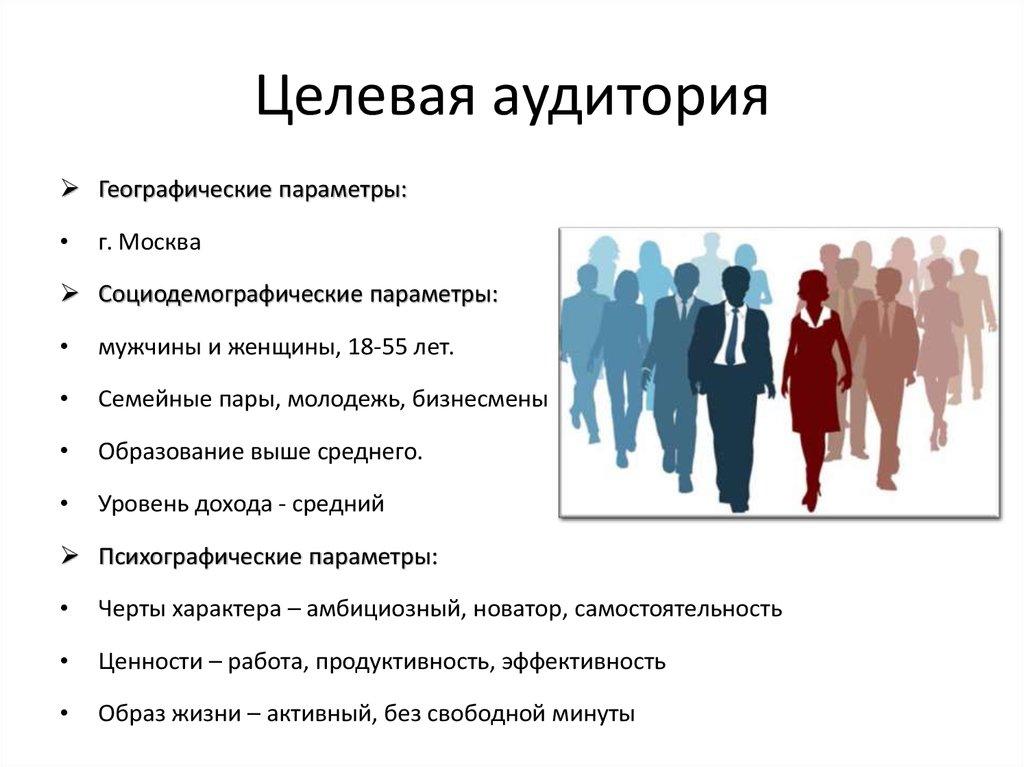 Целевая аудитория
➢ Географические параметры:
• г. Москва
➢ Социодемографические параметры:
• мужчины и женщины, 18-55 лет.
• Семейные пары, молодежь, бизнесмены
• Образование выше среднего.
• Уровень дохода - средний
➢ Психографические параметры:
• Черты характера – амбициозный, новатор, самостоятельность
• Ценности – работа, продуктивность, эффективность
• Образ жизни – активный, без свободной минуты